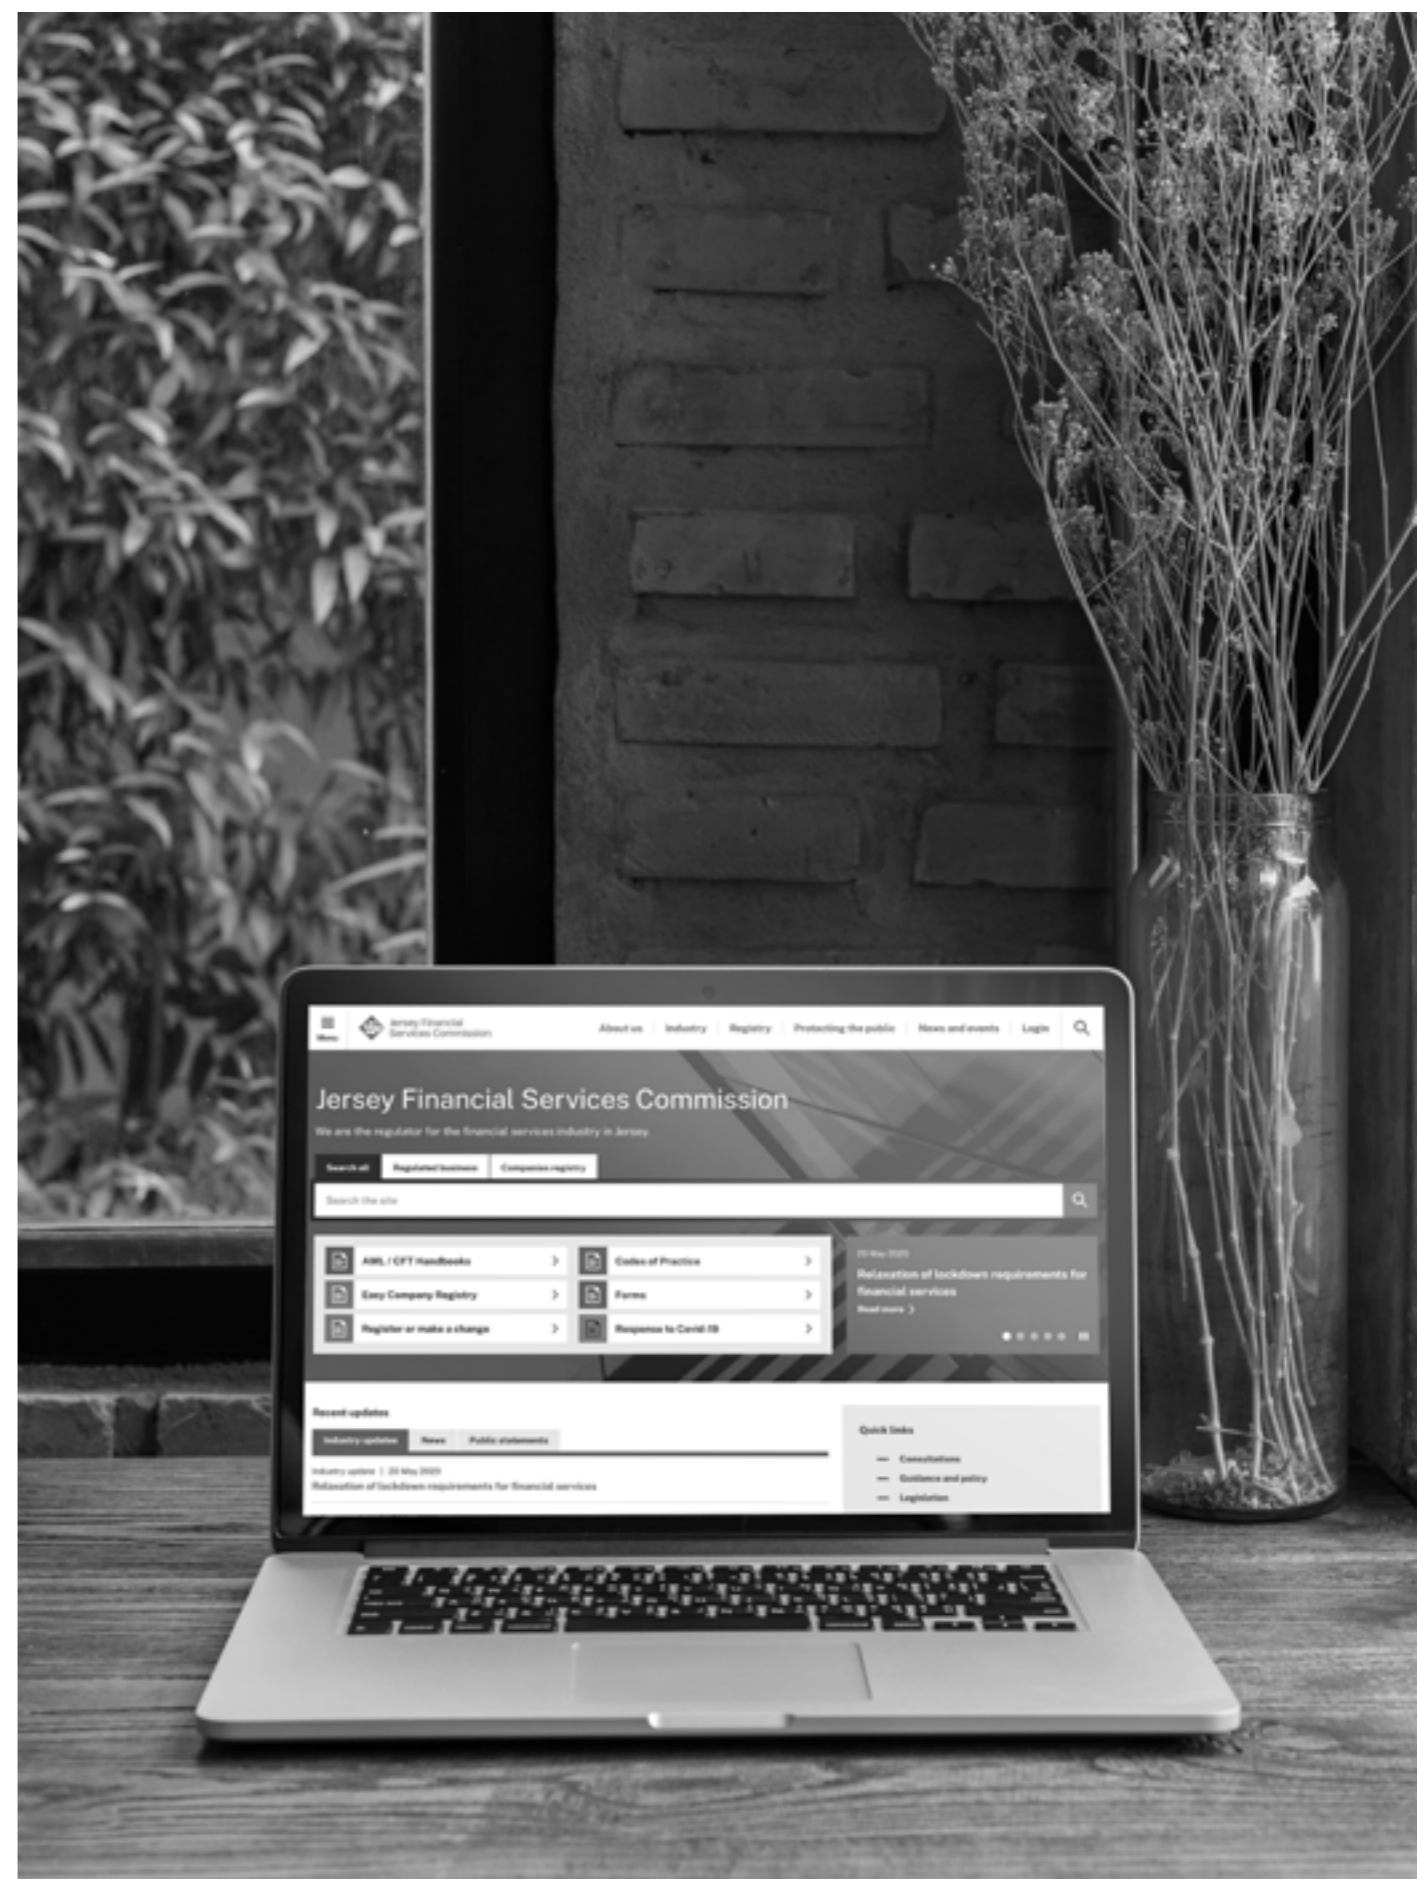 Menu
Jersey Financial
Services Commission
About us
Industry
Registry
Protecting the public
News and events
Login
Jersey Financial Services Commission
We are the regulator for the financial services industry in Jersey.
Search all
Regulated business
Companies registry
Search the site
AML / CFT Handbooks
Codes of Practice
Easy Company Registry
Forms
Register or make a change
Response to Covid-19
20 May 2020
Relaxation of lockdown requirements for
financial services
Read more
Recent updates
Industry updates
News
Public statements
Industry update | 20 May 2020
Relaxation of lockdown requirements for financial services
Quick links
Consultations
Guidance and policy
Legislation